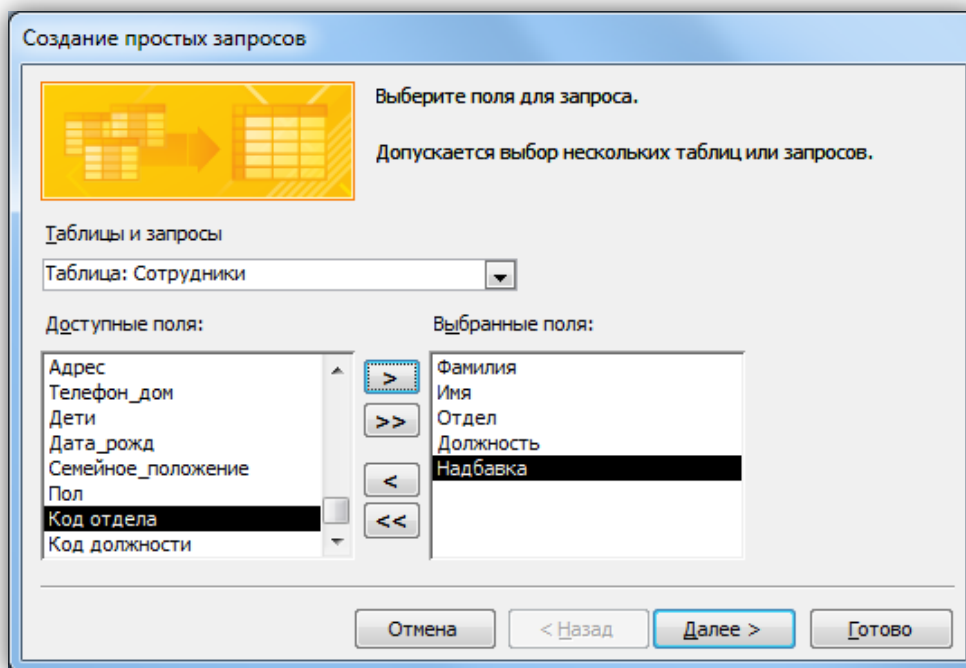 Создание простых запросов
Выберите поля для запроса.
Допускается выбор нескольких таблиц или запросов.
Таблицы и запросы
Таблица: Сотрудники
Доступные поля:
Выбранные поля:
Адрес
Телефон_дом
Дети
Дата_рожд
Семейное_положение
Пол
Код отдела
Код должности
>
>>
<
<<
Фамилия
Имя
Отдел
Должность
Надбавка
Отмена
< Назад
Далее >
Готово